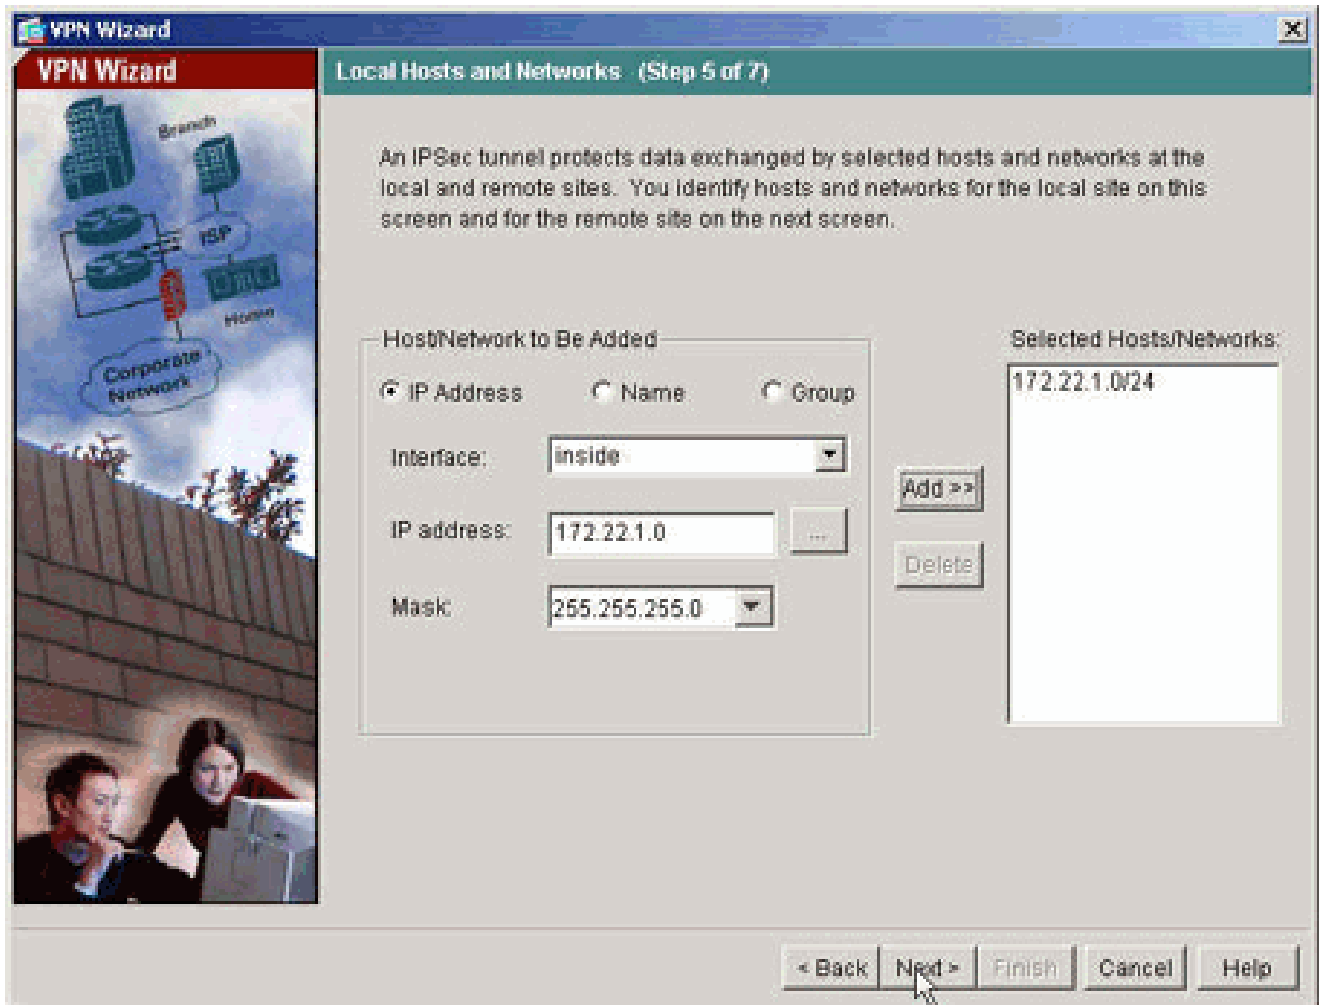 VPN Wizard
VPN Wizard
Local Hosts and Networks (Step 5 of 7)
Branch
ISP
Home
Corporate
Network
An IPSec tunnel protects data exchanged by selected hosts and networks at the
local and remote sites. You identify hosts and networks for the local site on this
screen and for the remote site on the next screen.
Host/Network to Be Added
IP Address Name Group
Interface: inside
IP address: 172.22.1.0 ...
Mask: 255.255.255.0
Add >>
Delete
Selected Hosts/Networks:
172.22.1.0/24
< Back Next > Finish Cancel Help